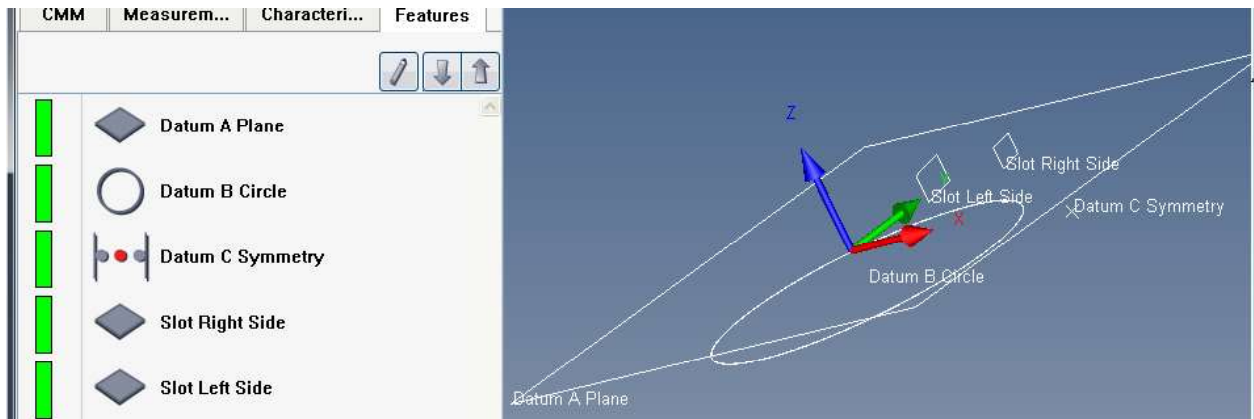 CMM Measurem... Characteri... Features
Datum A Plane
Datum B Circle
Datum C Symmetry
Slot Right Side
Slot Left Side
Z
Slot Right Side
Y
Slot Left Side
Datum C Symmetry
X
Datum B Circle
Datum A Plane